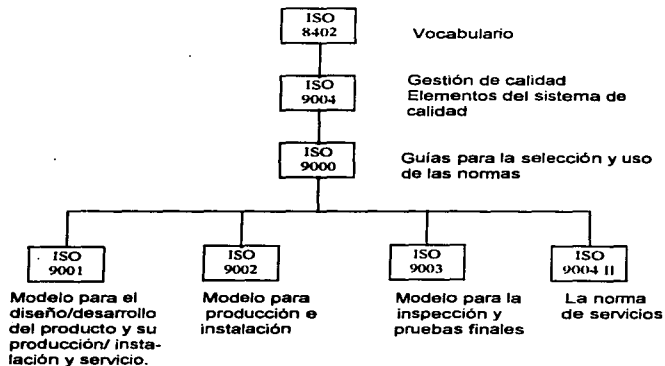 ISO
8402
Vocabulario
ISO
9004
Gestión de calidad
Elementos del sistema de
calidad
ISO
9000
Guías para la selección y uso
de las normas
ISO
9001
Modelo para el
diseño/desarrollo
del producto y su
producción/ insta-
lación y servicio.
ISO
9002
Modelo para
producción e
instalación
ISO
9003
Modelo para la
inspección y
pruebas finales
ISO
9004 II
La norma
de servicios